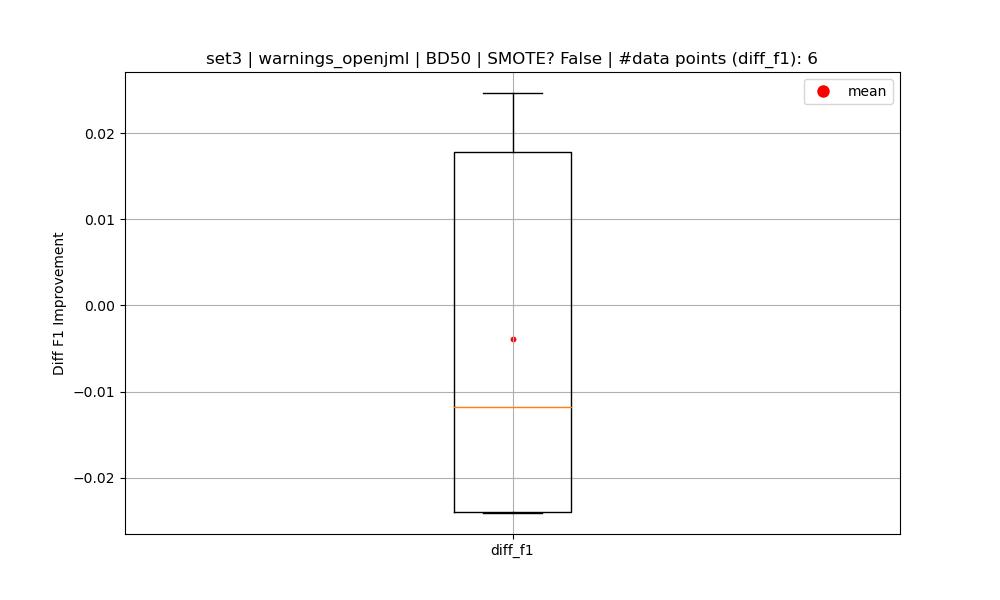 set3 | warnings_openjml | BD50 | SMOTE? False | #data points (diff_f1): 6
mean
0.02
0.01
0.00
−0.01
−0.02
Diff F1 Improvement
diff_f1